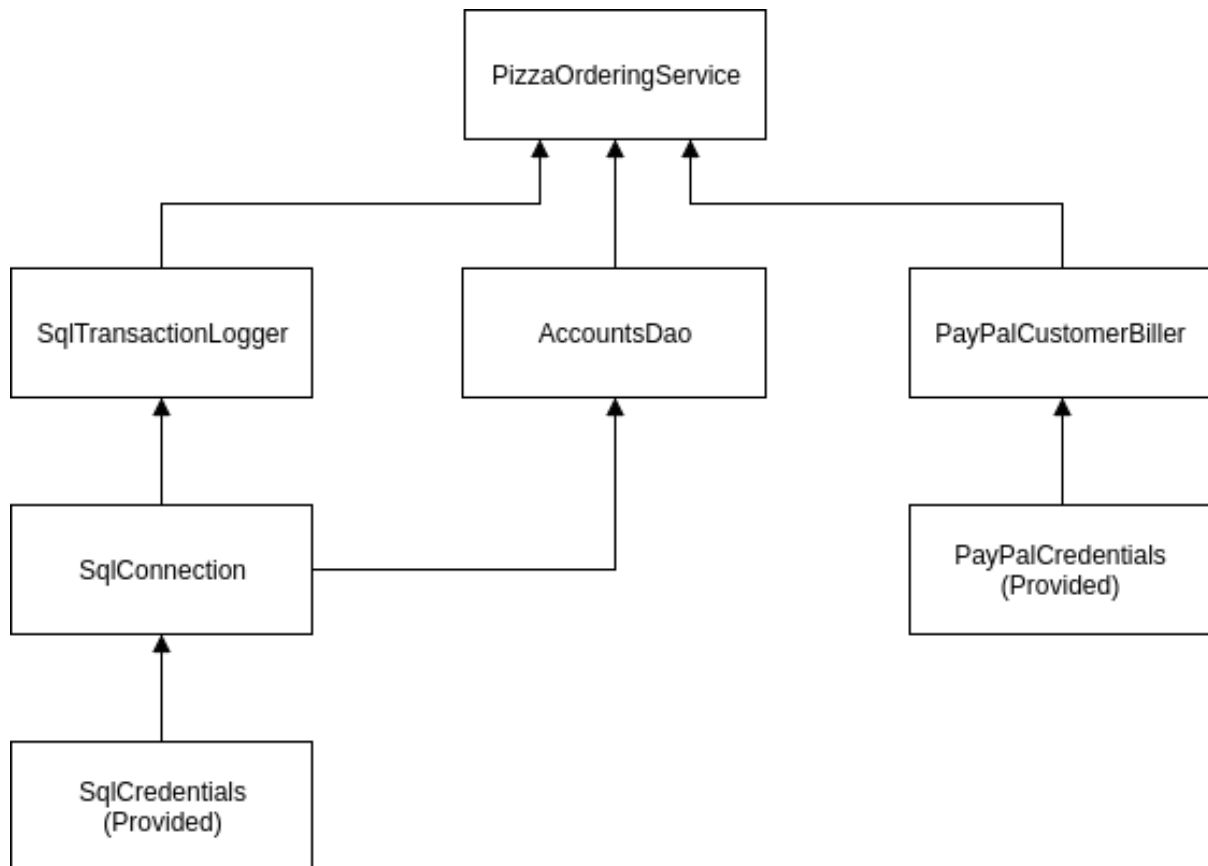 PizzaOrderingService
SqlTransactionLogger
AccountsDao
PayPalCustomerBiller
SqlConnection
PayPalCredentials
(Provided)
SqlCredentials
(Provided)